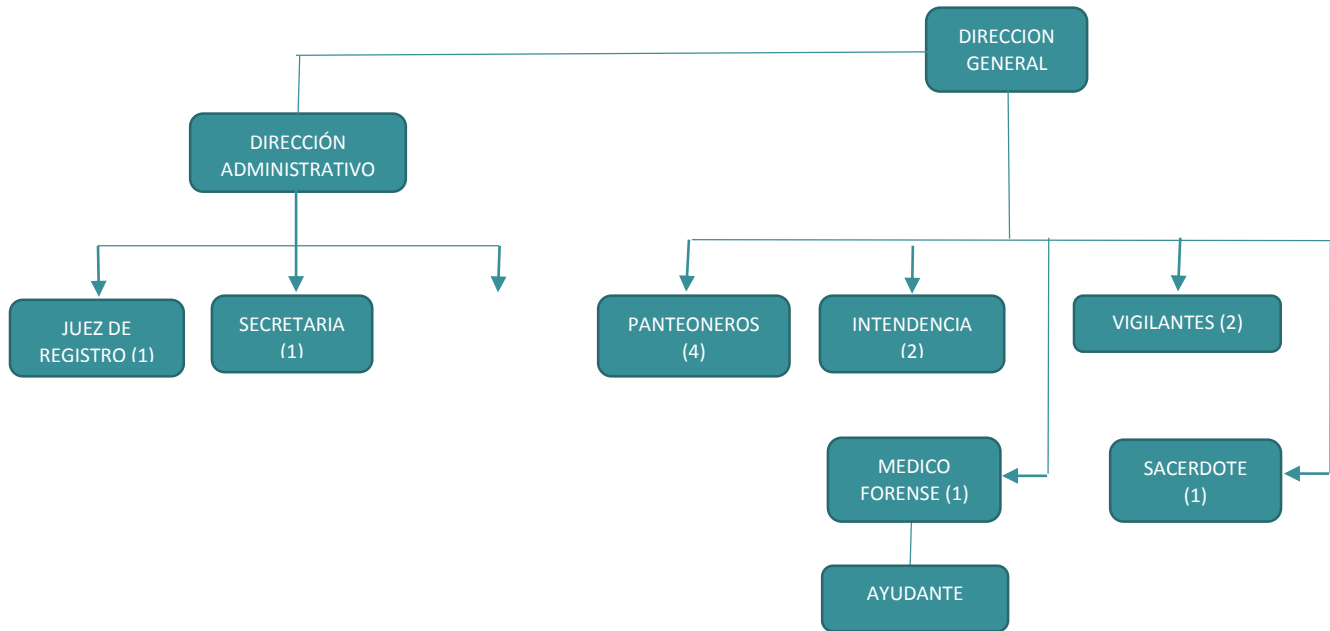 DIRECCION
GENERAL
DIRECCIÓN
ADMINISTRATIVO
JUEZ DE
REGISTRO (1)
SECRETARIA
(1)
PANTEONEROS
(4)
INTENDENCIA
(2)
VIGILANTES (2)
MEDICO
FORENSE (1)
SACERDOTE
(1)
AYUDANTE